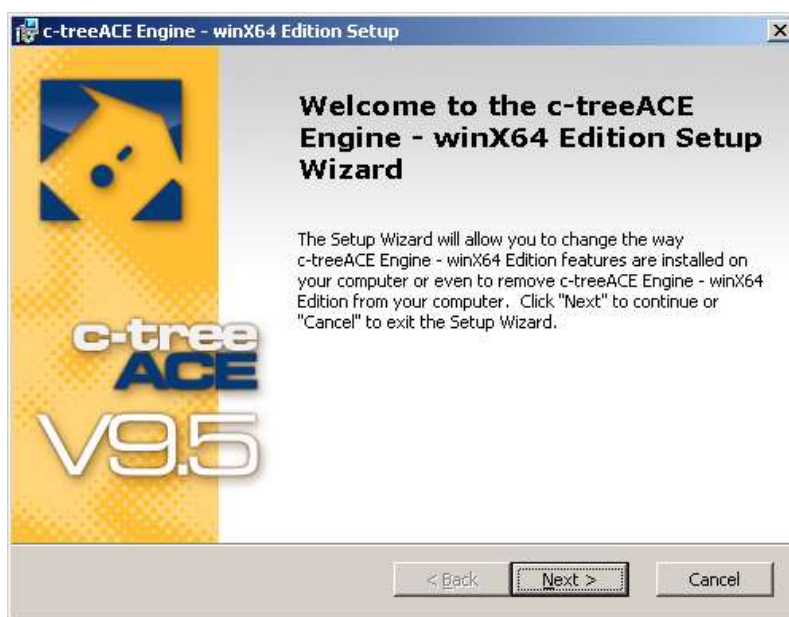 c-treeACE Engine - winX64 Edition Setup
Welcome to the c-treeACE
Engine - winX64 Edition Setup
Wizard
The Setup Wizard will allow you to change the way
c-treeACE Engine - winX64 Edition features are installed on
your computer or even to remove c-treeACE Engine - winX64
Edition from your computer.  Click "Next" to continue or
"Cancel" to exit the Setup Wizard.
c-tree
ACE
V9.5
< Back
Next >
Cancel